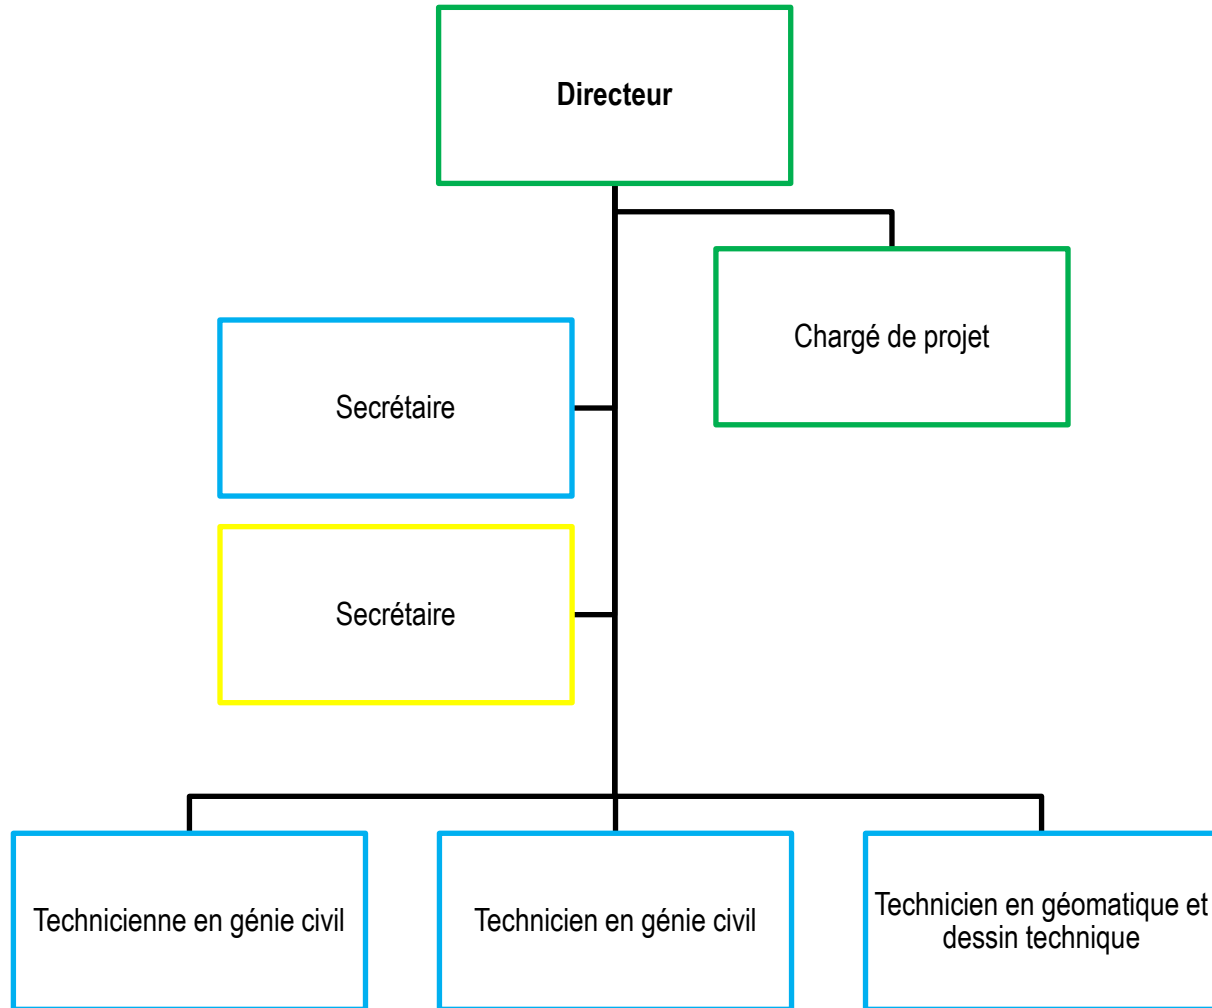 Directeur
Chargé de projet
Secrétaire
Secrétaire
Technicienne en génie civil
Technicien en génie civil
Technicien en géomatique et
dessin technique